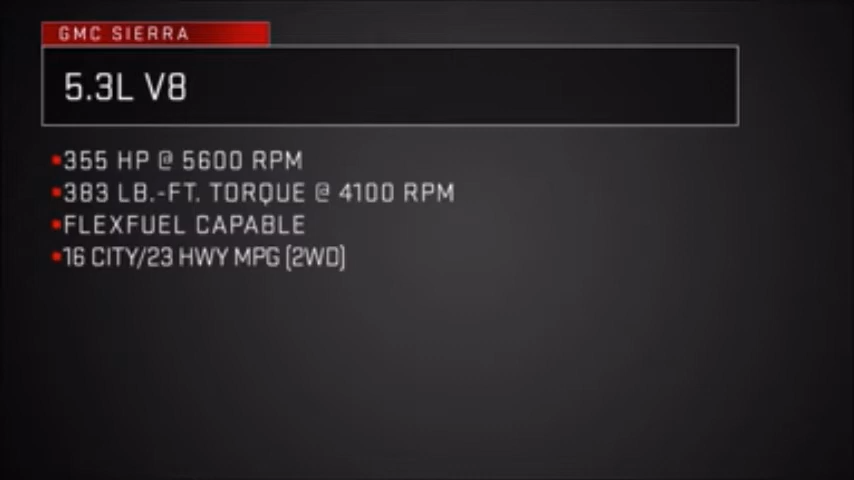 GMC SIERRA
5.3L V8
•355 HP @ 5600 RPM
•383 LB.-FT. TORQUE @ 4100 RPM
•FLEXFUEL CAPABLE
•16 CITY/23 HWY MPG (2WD)